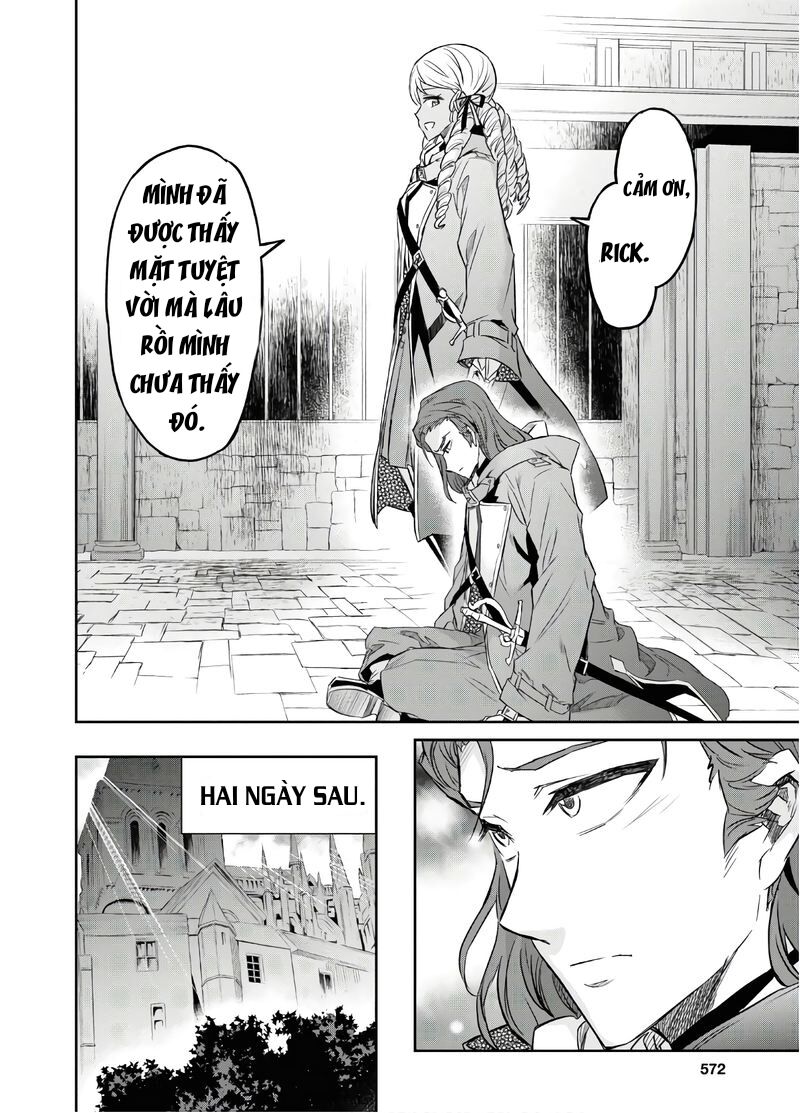 CẢM ƠN,
RICK.
MÌNH ĐÃ
ĐƯỢC THẤY
MẶT TUYỆT
VỜI MÀ LÂU
RỒI MÌNH
CHƯA THẤY
ĐÓ.
HAI NGÀY SAU.
572